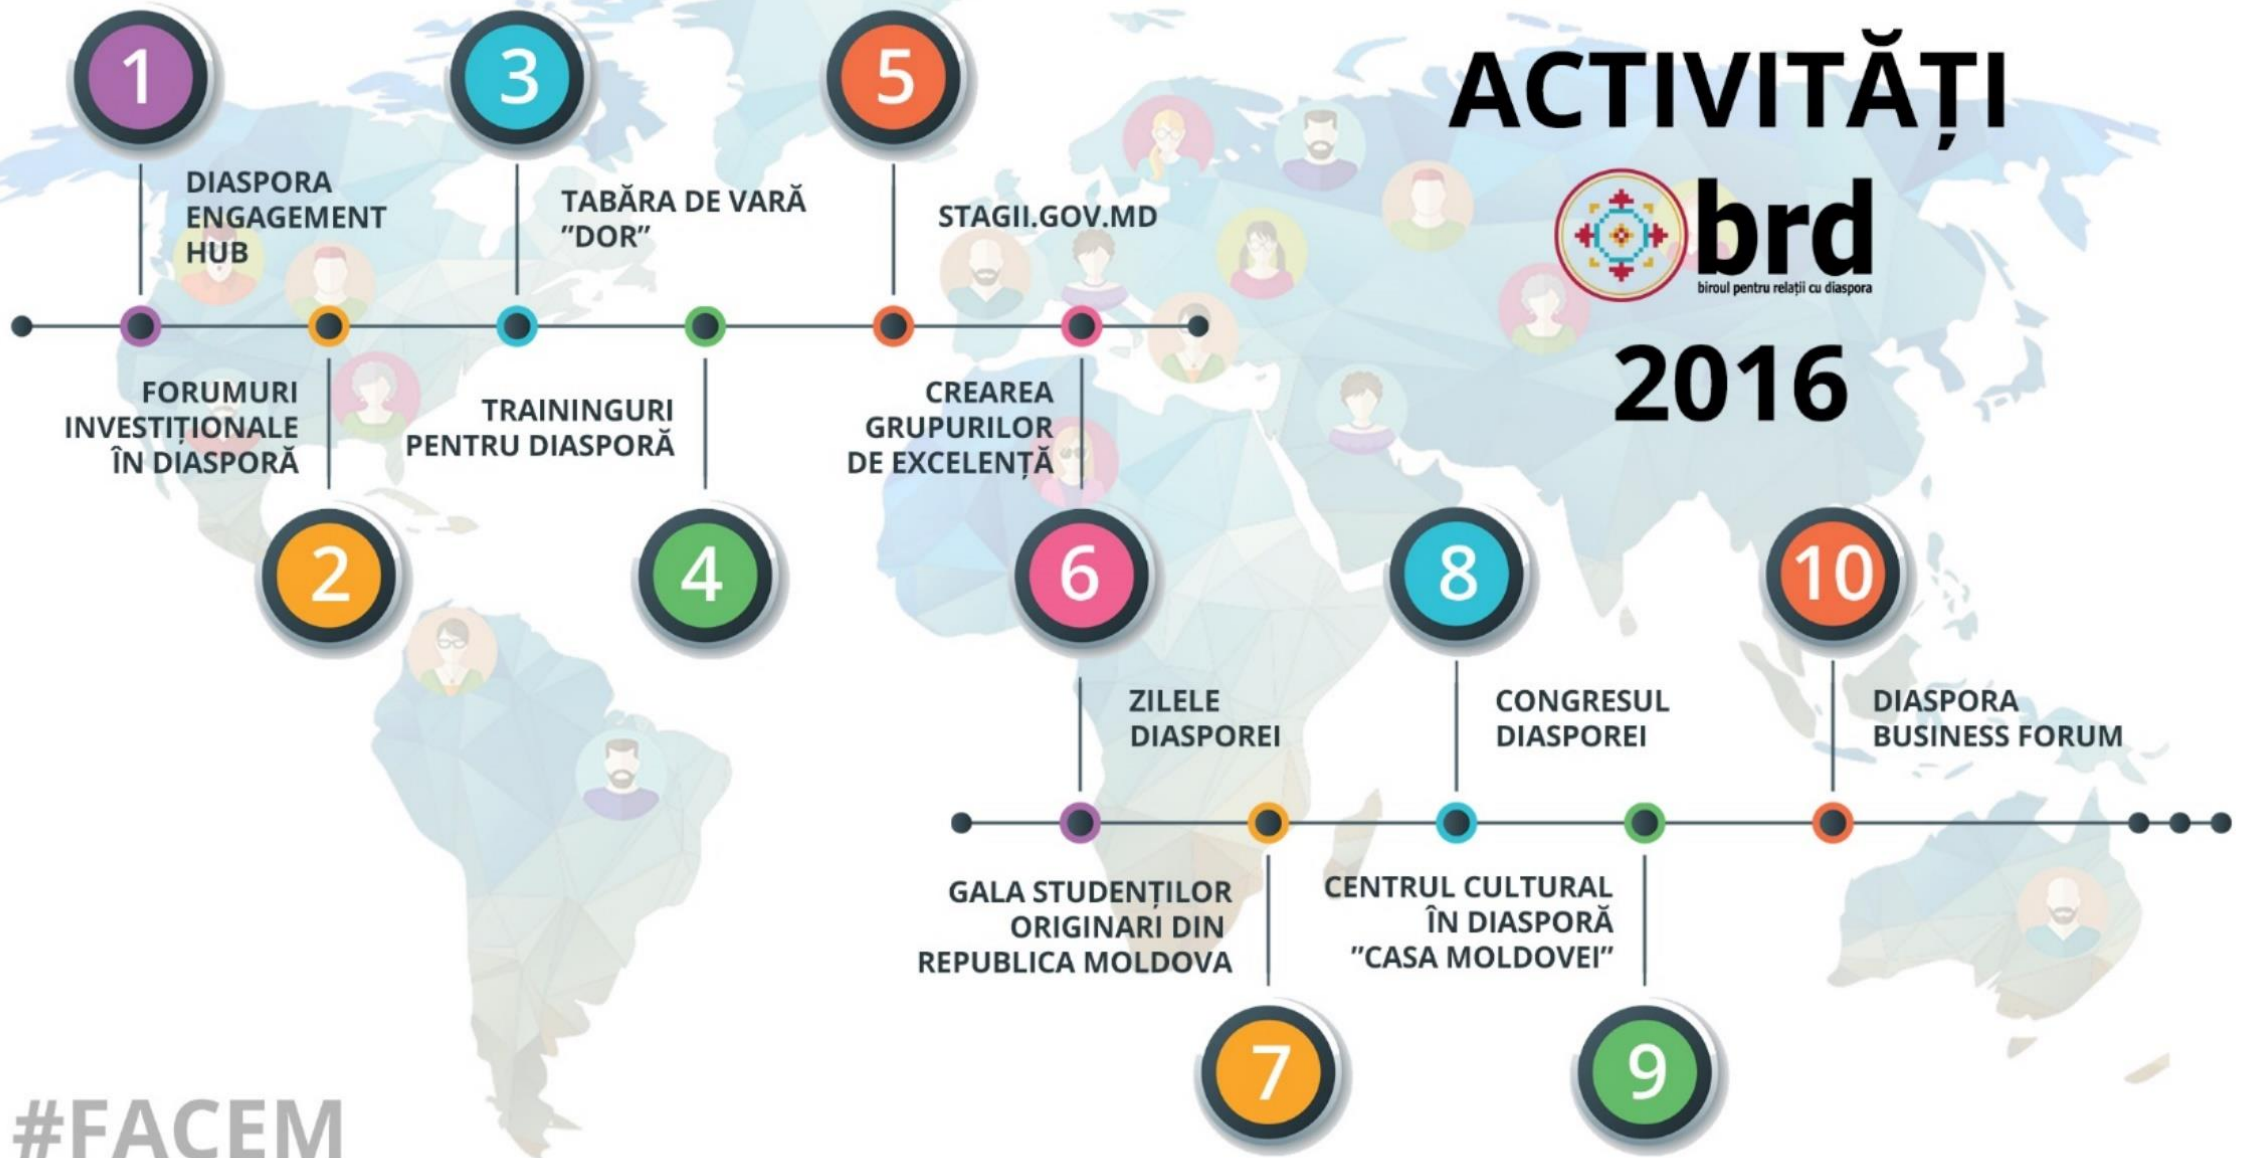 ACTIVITĂȚI
brd
biroul pentru relații cu diaspora
2016
1
DIASPORA
ENGAGEMENT
HUB
FORUMURI
INVESTIȚIONALE
ÎN DIASPORĂ
2
3
TABĂRA DE VARĂ
”DOR”
TRAININGURI
PENTRU DIASPORĂ
4
5
STAGII.GOV.MD
CREAREA
GRUPURILOR
DE EXCELENȚĂ
6
ZILELE
DIASPOREI
GALA STUDENȚILOR
ORIGINARI DIN
REPUBLICA MOLDOVA
7
8
CONGRESUL
DIASPOREI
CENTRUL CULTURAL
ÎN DIASPORĂ
”CASA MOLDOVEI”
9
10
DIASPORA
BUSINESS FORUM
#FACEM